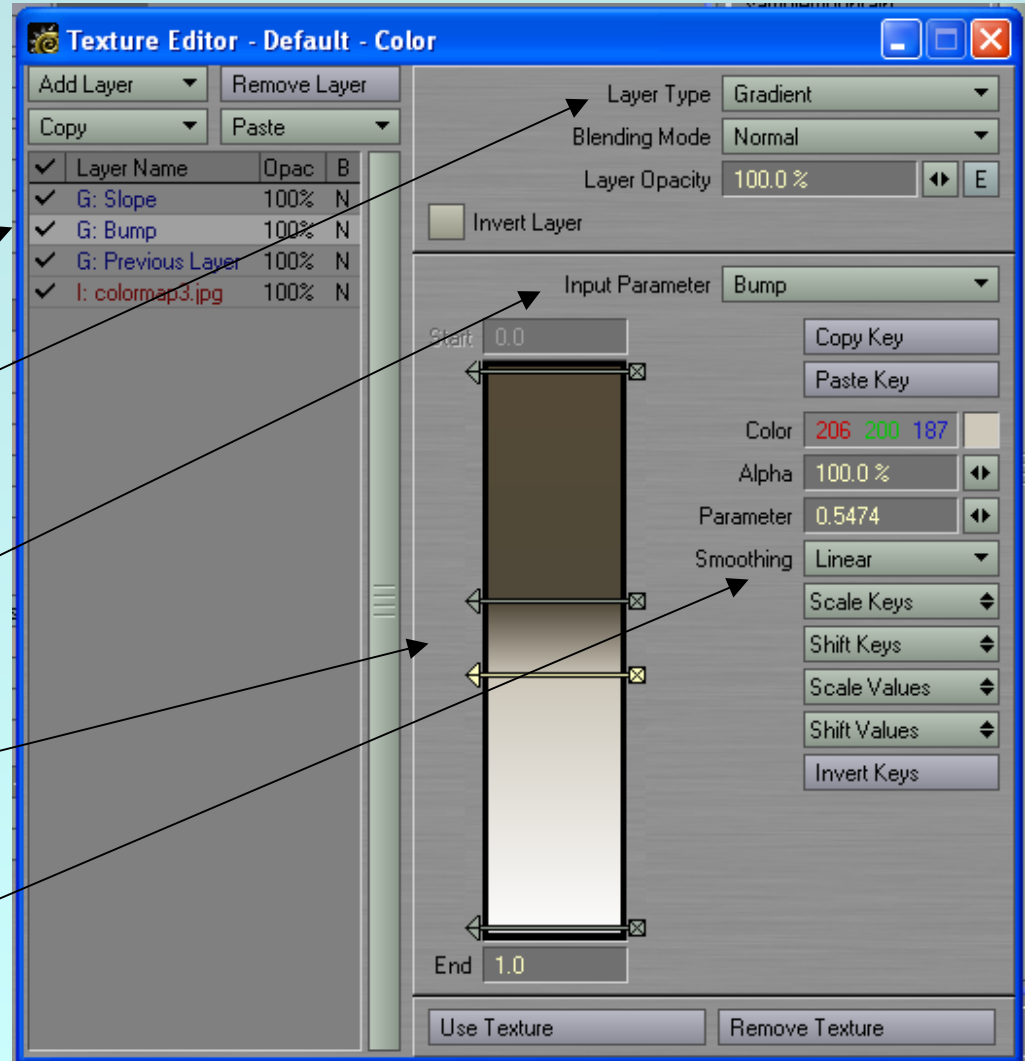 Texture Editor - Default - Color
Add Layer
Remove Layer
Copy
Paste
Layer Name Opac B
G: Slope 100% N
G: Bump 100% N
G: Previous Layer 100% N
I: colormap3.jpg 100% N
Layer Type Gradient
Blending Mode Normal
Layer Opacity 100.0 % E
Invert Layer
Input Parameter Bump
Start 0.0
Copy Key
Paste Key
Color 206 200 187
Alpha 100.0 %
Parameter 0.5474
Smoothing Linear
Scale Keys
Shift Keys
Scale Values
Shift Values
Invert Keys
End 1.0
Use Texture
Remove Texture